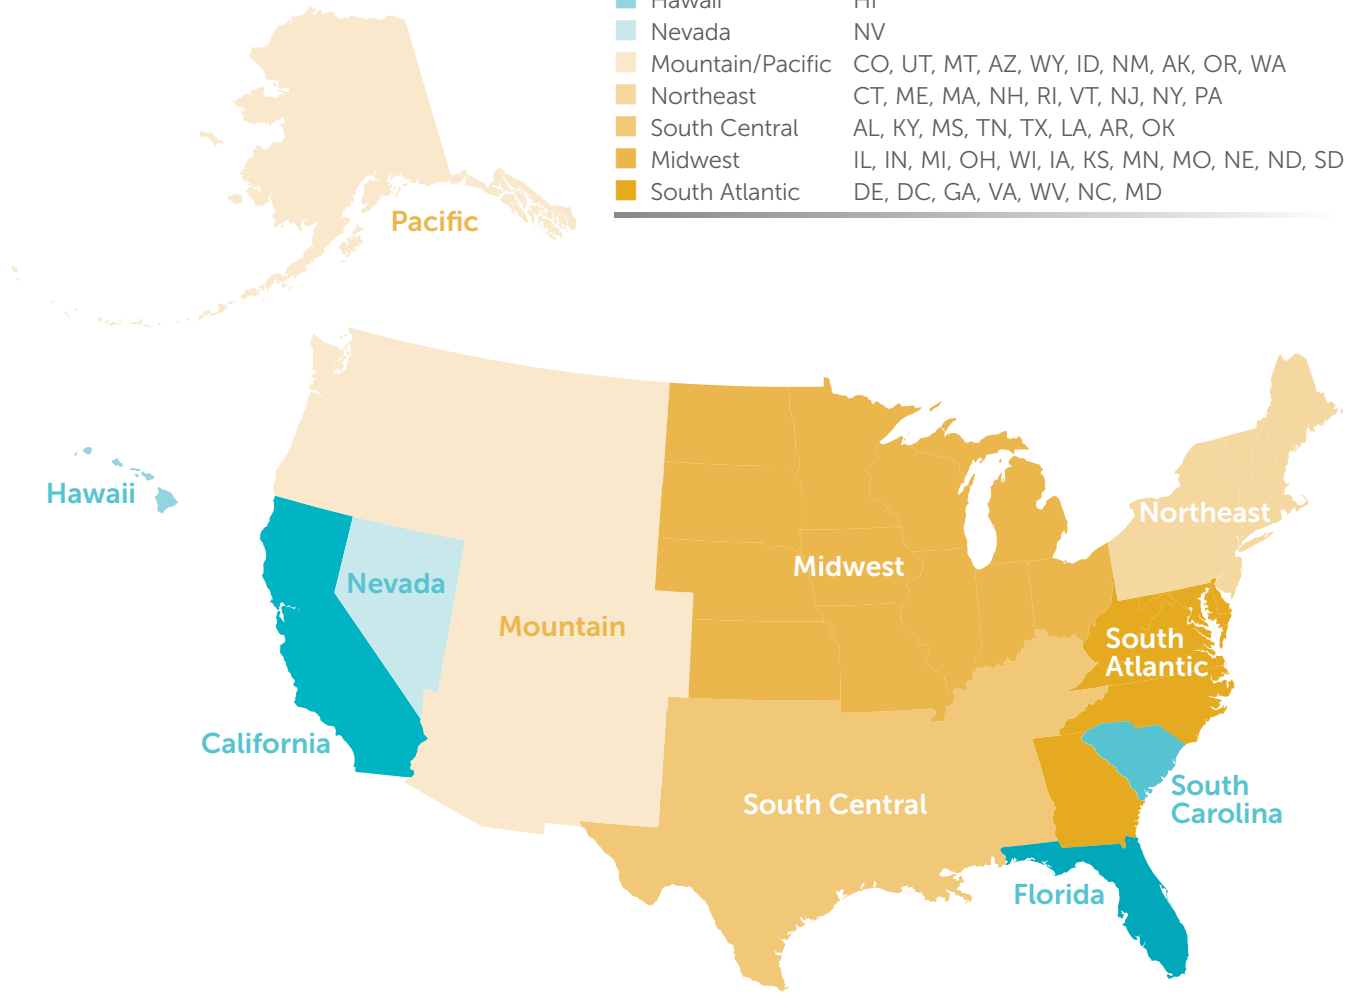 Hawaii HI
Nevada NV
Mountain/Pacific CO, UT, MT, AZ, WY, ID, NM, AK, OR, WA
Northeast CT, ME, MA, NH, RI, VT, NJ, NY, PA
South Central AL, KY, MS, TN, TX, LA, AR, OK
Midwest IL, IN, MI, OH, WI, IA, KS, MN, MO, NE, ND, SD
South Atlantic DE, DC, GA, VA, WV, NC, MD
Pacific
Hawaii
Northeast
Midwest
Nevada
Mountain
South
Atlantic
California
South Central
South
Carolina
Florida